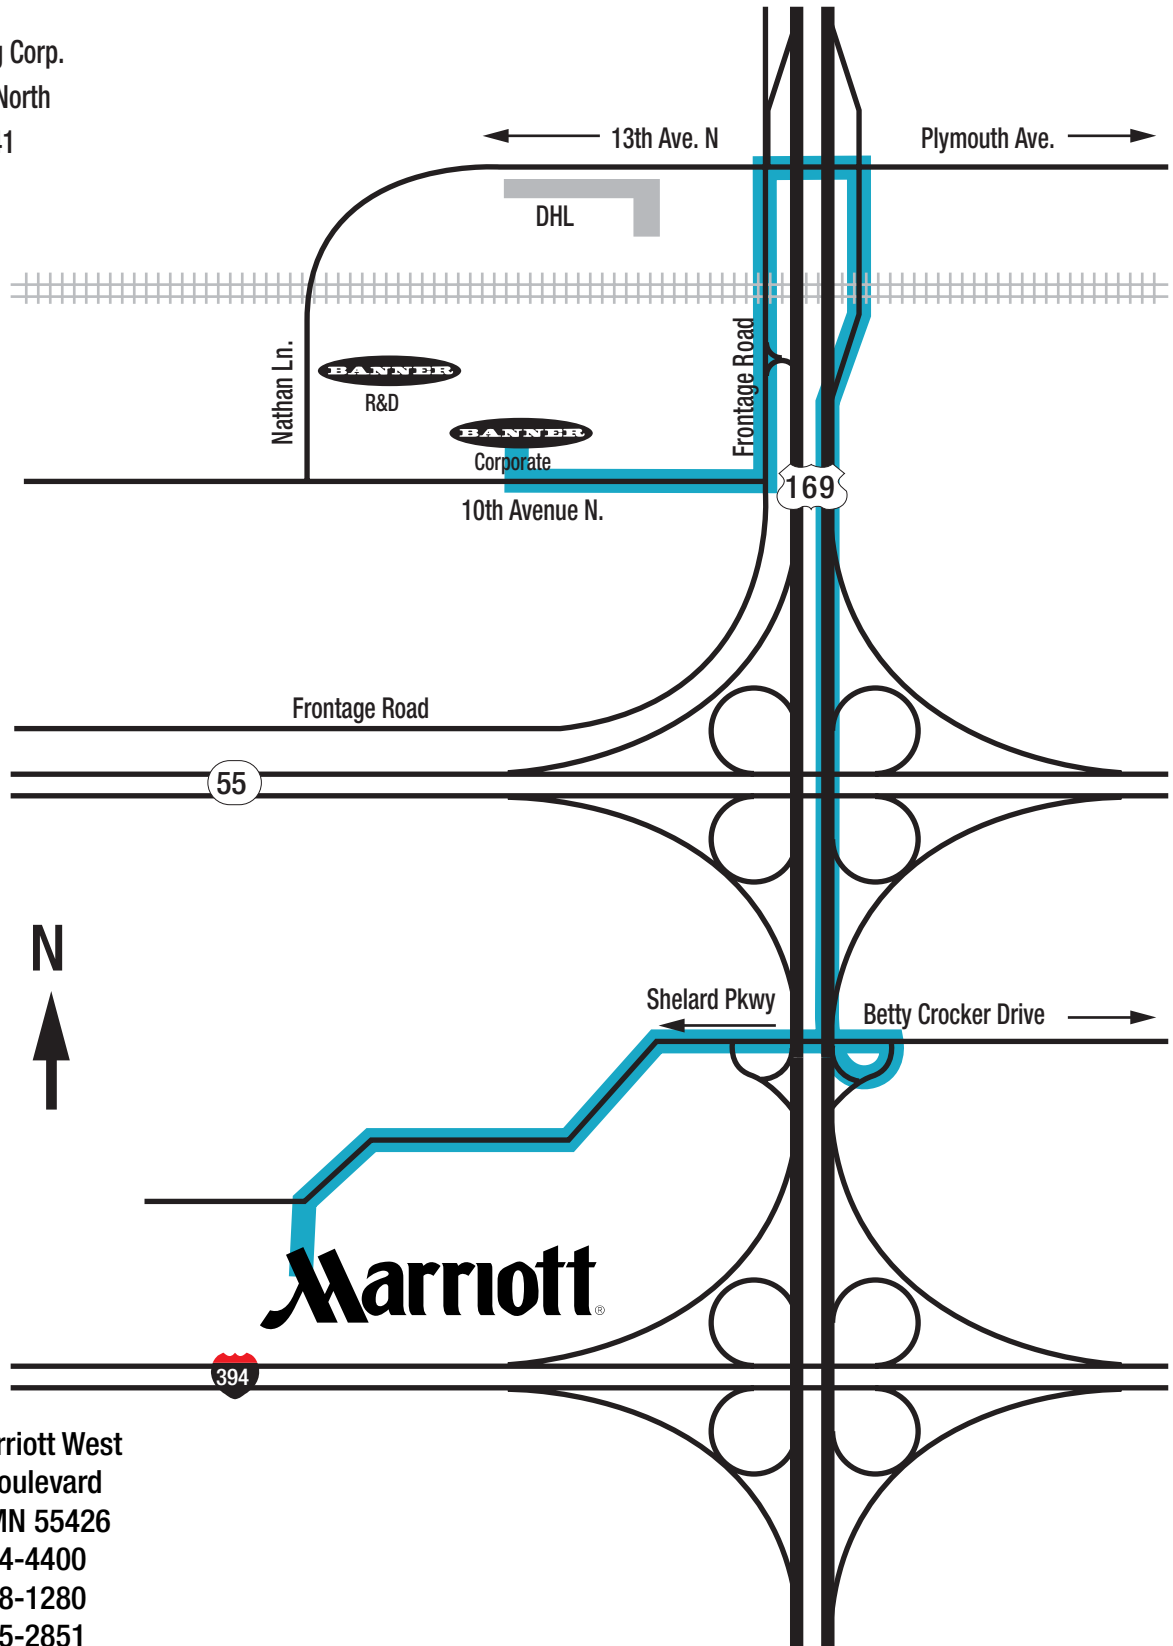 g Corp.
North
41
13th Ave. N
Plymouth Ave.
DHL
Nathan Ln.
BANNER
R&D
Frontage Road
BANNER
Corporate
169
10th Avenue N.
Frontage Road
55
N
Shelard Pkwy
Betty Crocker Drive
Marriott®
394
rriott West
oulevard
MN 55426
4-4400
8-1280
5-2851